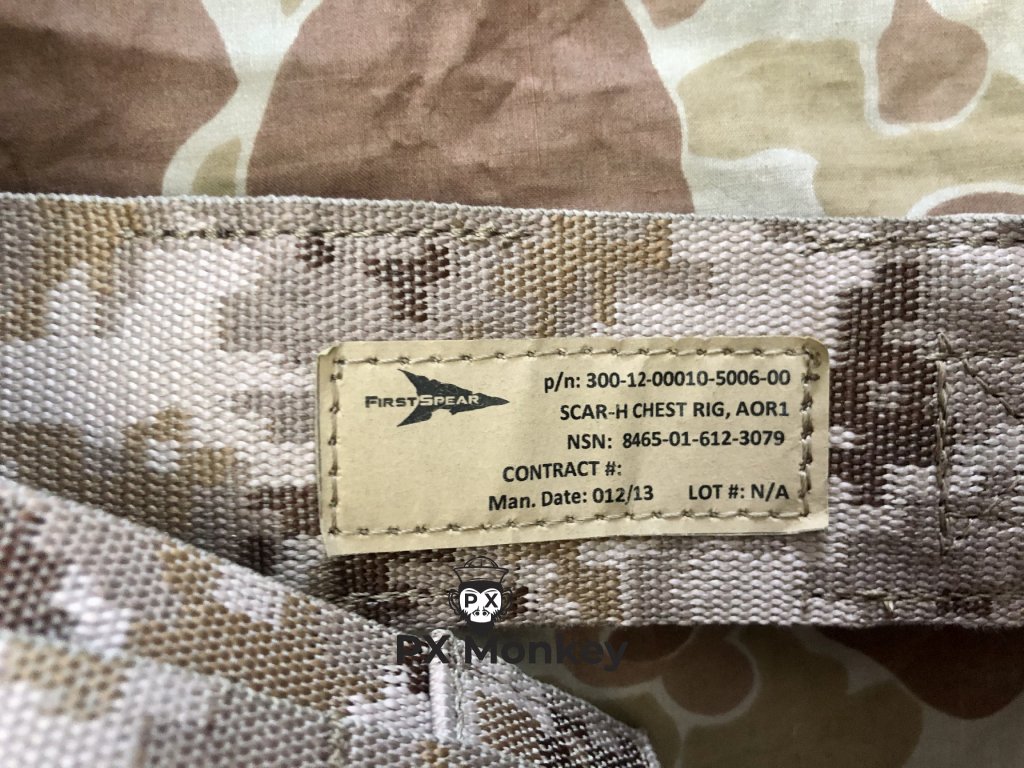 FIRSTSPEAR
p/n: 300-12-00010-5006-00
SCAR-H CHEST RIG, AOR1
NSN: 8465-01-612-3079
CONTRACT #:
Man. Date: 012/13 LOT #: N/A
PX
PX Monkey